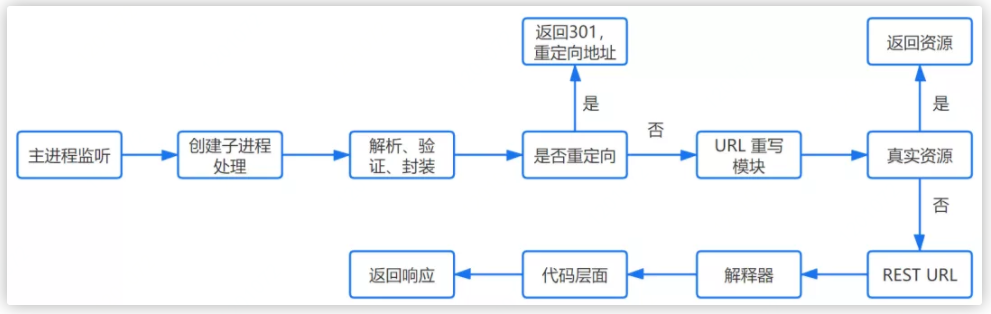 返回301，
重定向地址
返回资源
是
是
否
主进程监听
创建子进程
处理
解析、验
证、封装
是否重定向
URL 重写
模块
真实资源
否
返回响应
代码层面
解释器
REST URL